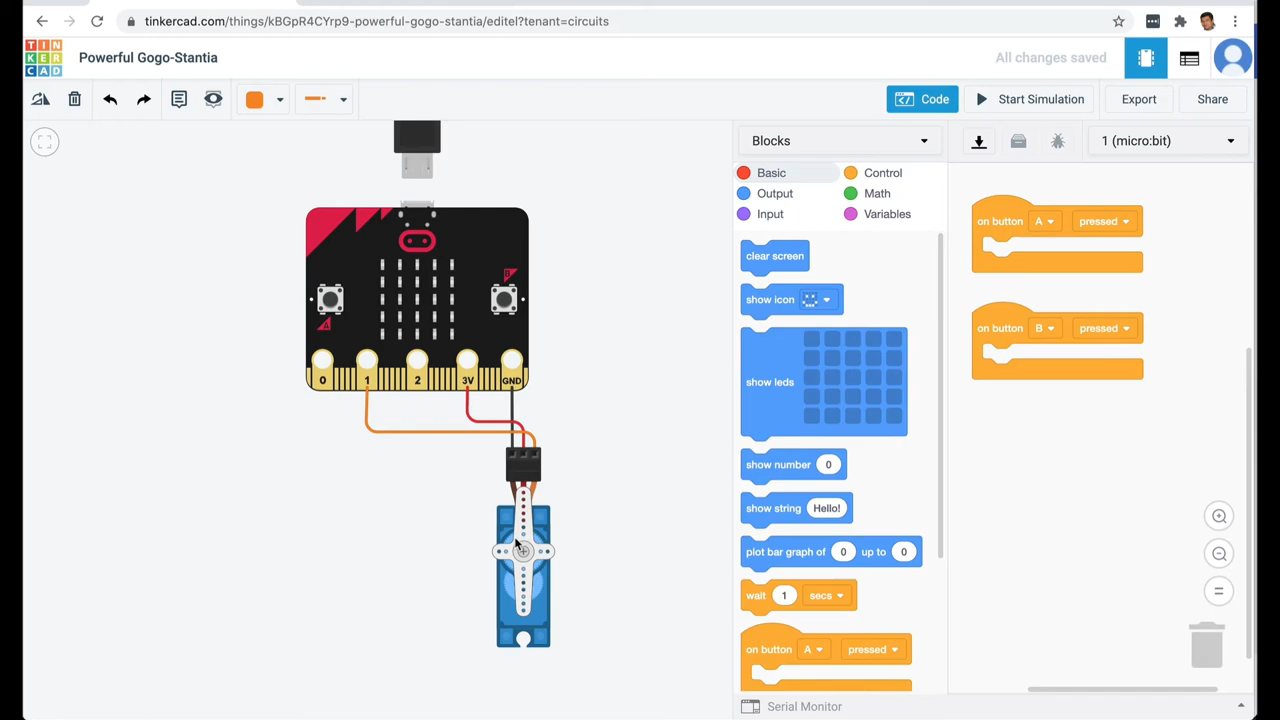 tinkercad.com/things/kBGpR4CYrp9-powerful-gogo-stantia/editel?tenant=circuits
TIN
KER
CAD
Powerful Gogo-Stantia
All changes saved
Code
Start Simulation
Export
Share
Blocks
1 (micro:bit)
Basic
Control
Output
Math
Input
Variables
clear screen
show icon
show leds
show number 0
show string Hello!
plot bar graph of 0 up to 0
wait 1 secs
on button A pressed
on button A pressed
on button B pressed
A
B
0 1 2 3V GND
Serial Monitor